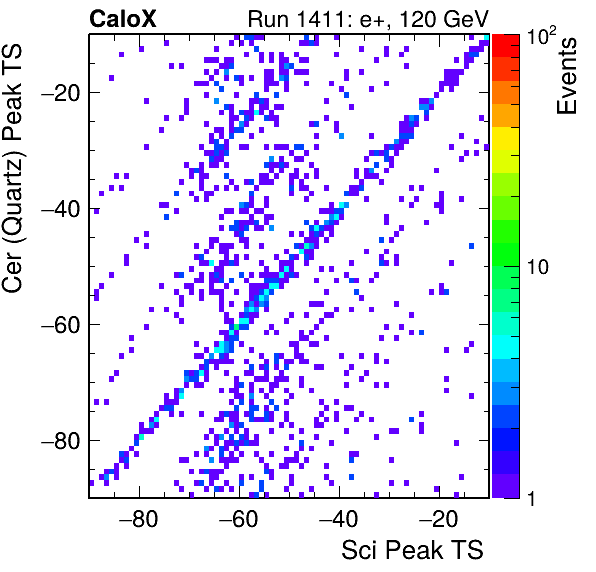 CaloX Run 1411: e+, 120 GeV
Cer (Quartz) Peak TS
−20
−40
−60
−80
−80 −60 −40 −20
Sci Peak TS
10²
10
1
Events